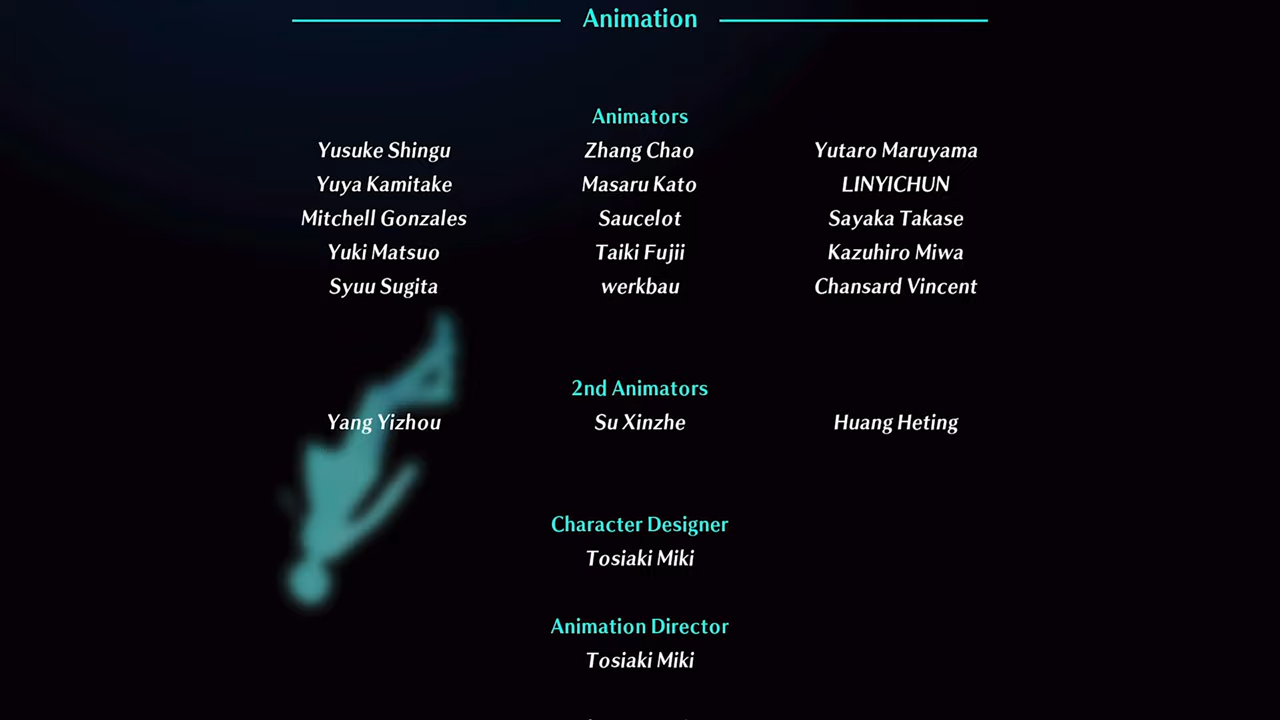 Animation
Animators
Yusuke Shingu Zhang Chao Yutaro Maruyama
Yuya Kamitake Masaru Kato LINYICHUN
Mitchell Gonzales Saucelot Sayaka Takase
Yuki Matsuo Taiki Fujii Kazuhiro Miwa
Syuu Sugita werkbau Chansard Vincent
2nd Animators
Yang Yizhou Su Xinzhe Huang Heting
Character Designer
Tosiaki Miki
Animation Director
Tosiaki Miki